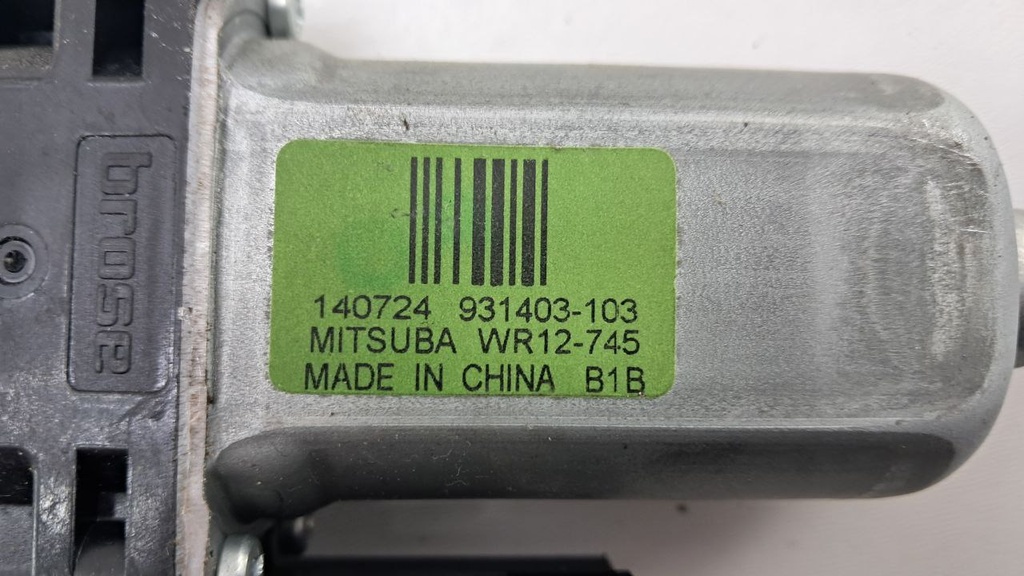 brose
140724 931403-103
MITSUBA WR12-745
MADE IN CHINA B1B